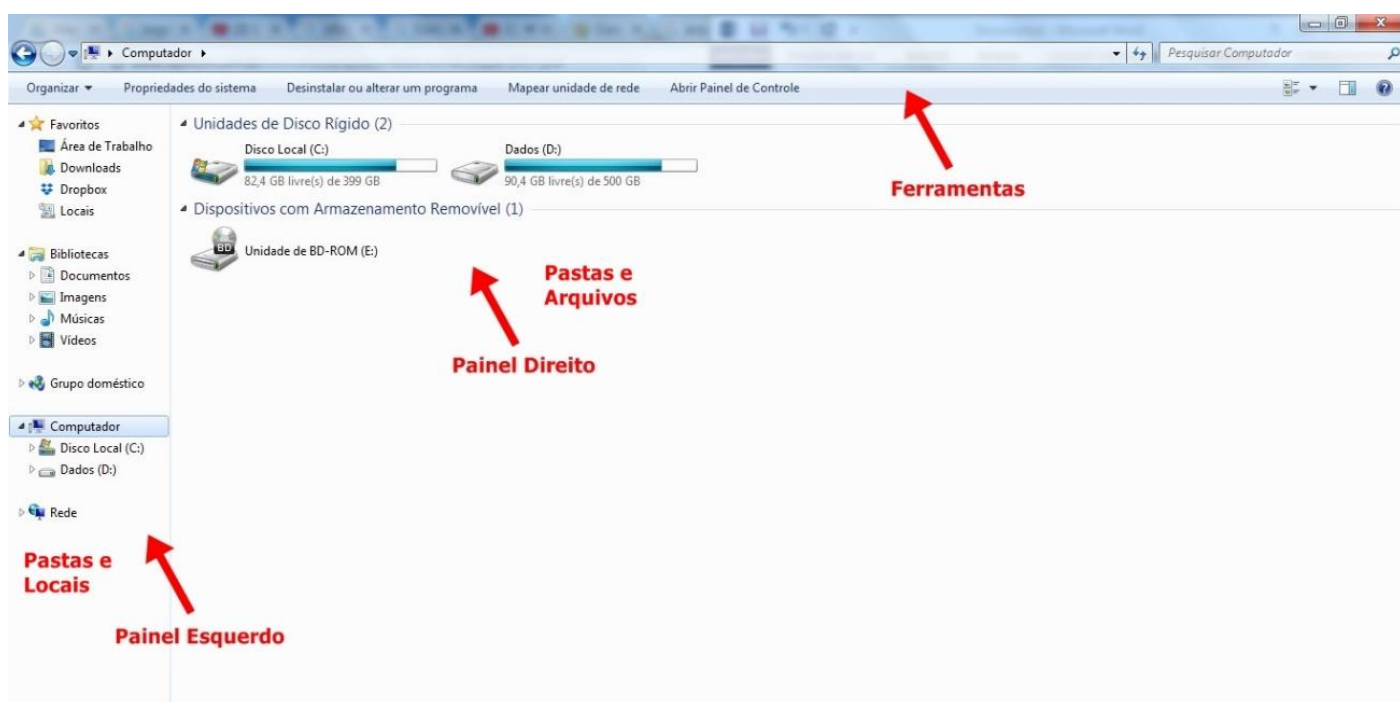 Computador
Pesquisar Computador
Organizar Propriedades do sistema Desinstalar ou alterar um programa Mapear unidade de rede Abrir Painel de Controle
Ferramentas
Favoritos
Área de Trabalho
Downloads
Dropbox
Locais
Bibliotecas
Documentos
Imagens
Músicas
Vídeos
Grupo doméstico
Computador
Disco Local (C:)
Dados (D:)
Rede
Pastas e
Locais
Painel Esquerdo
Unidades de Disco Rígido (2)
Disco Local (C:)
82,4 GB livre(s) de 399 GB
Dados (D:)
90,4 GB livre(s) de 500 GB
Dispositivos com Armazenamento Removível (1)
BD
Unidade de BD-ROM (E:)
Pastas e
Arquivos
Painel Direito